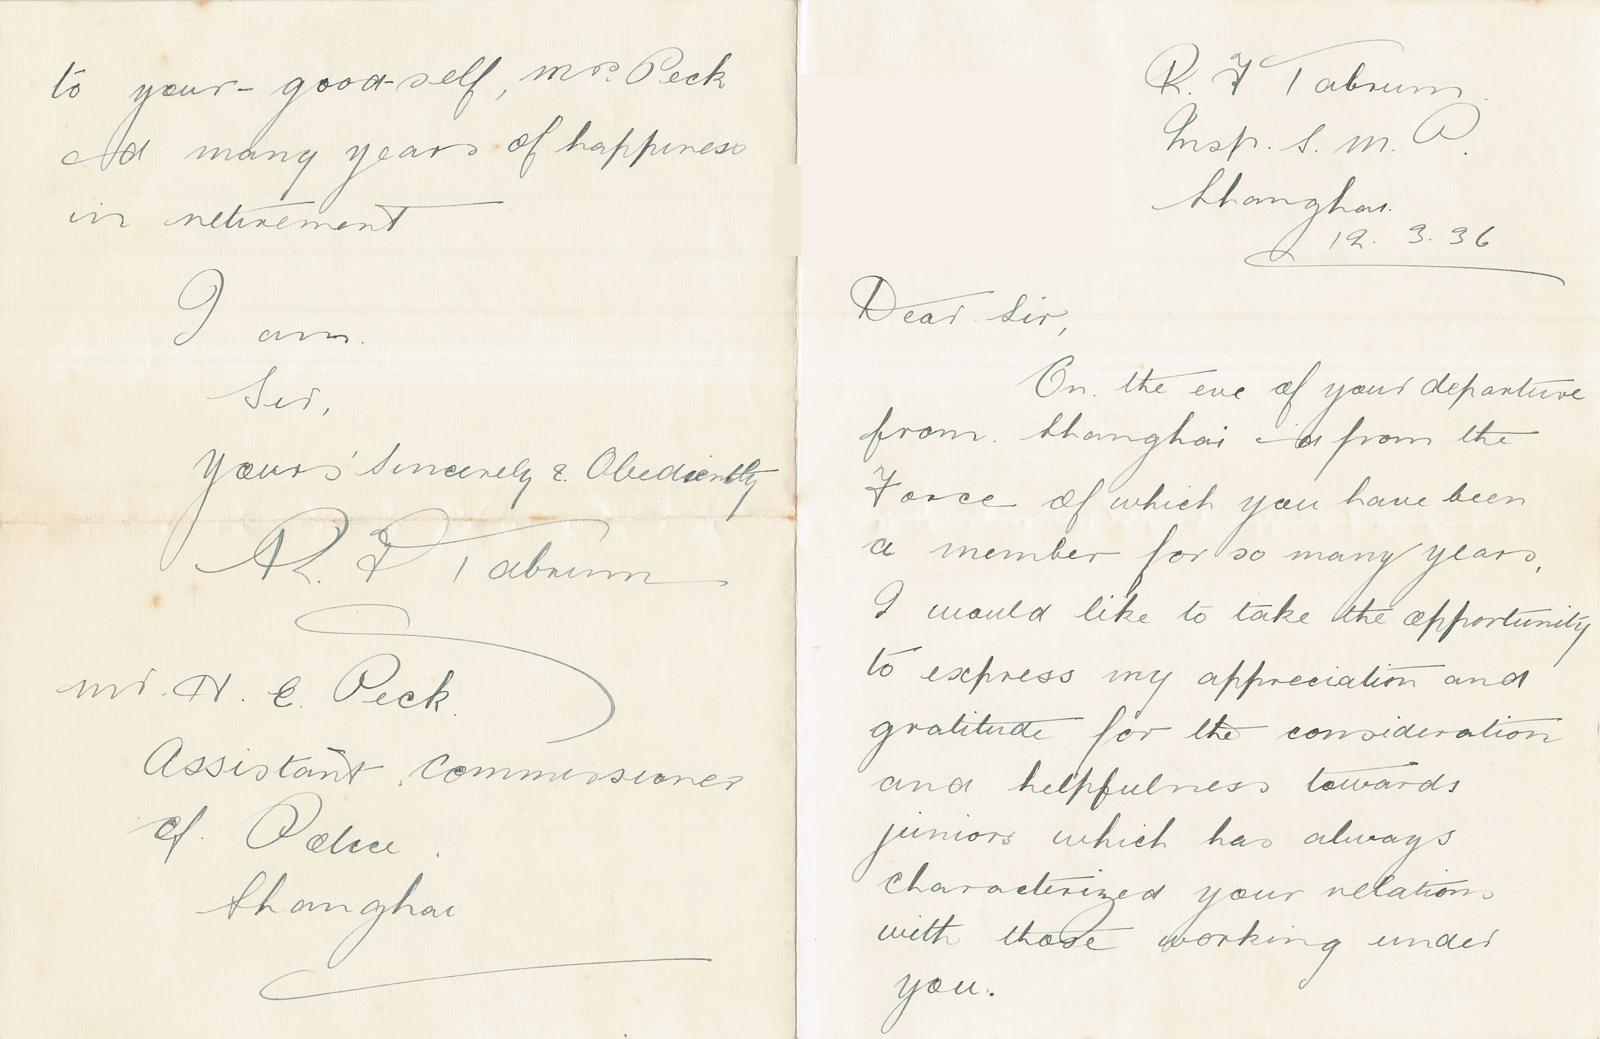 R. F Tabrum.
Insp. S. M. P.
Shanghai.
12. 3. 36
Dear Sir,
On the eve of your departure
from Shanghai and from the
Force of which you have been
a member for so many years,
I would like to take the opportunity
to express my appreciation and
gratitude for the consideration
and helpfulness towards
juniors which has always
characterized your relations
with those working under
you.
to your-good-self, Mrs. Peck
and many years of happiness
in retirement
I am.
Sir,
Yours' Sincerely & Obediently
R. F Tabrum
Mr. H. E. Peck.
Assistant Commissioner
of Police.
Shanghai